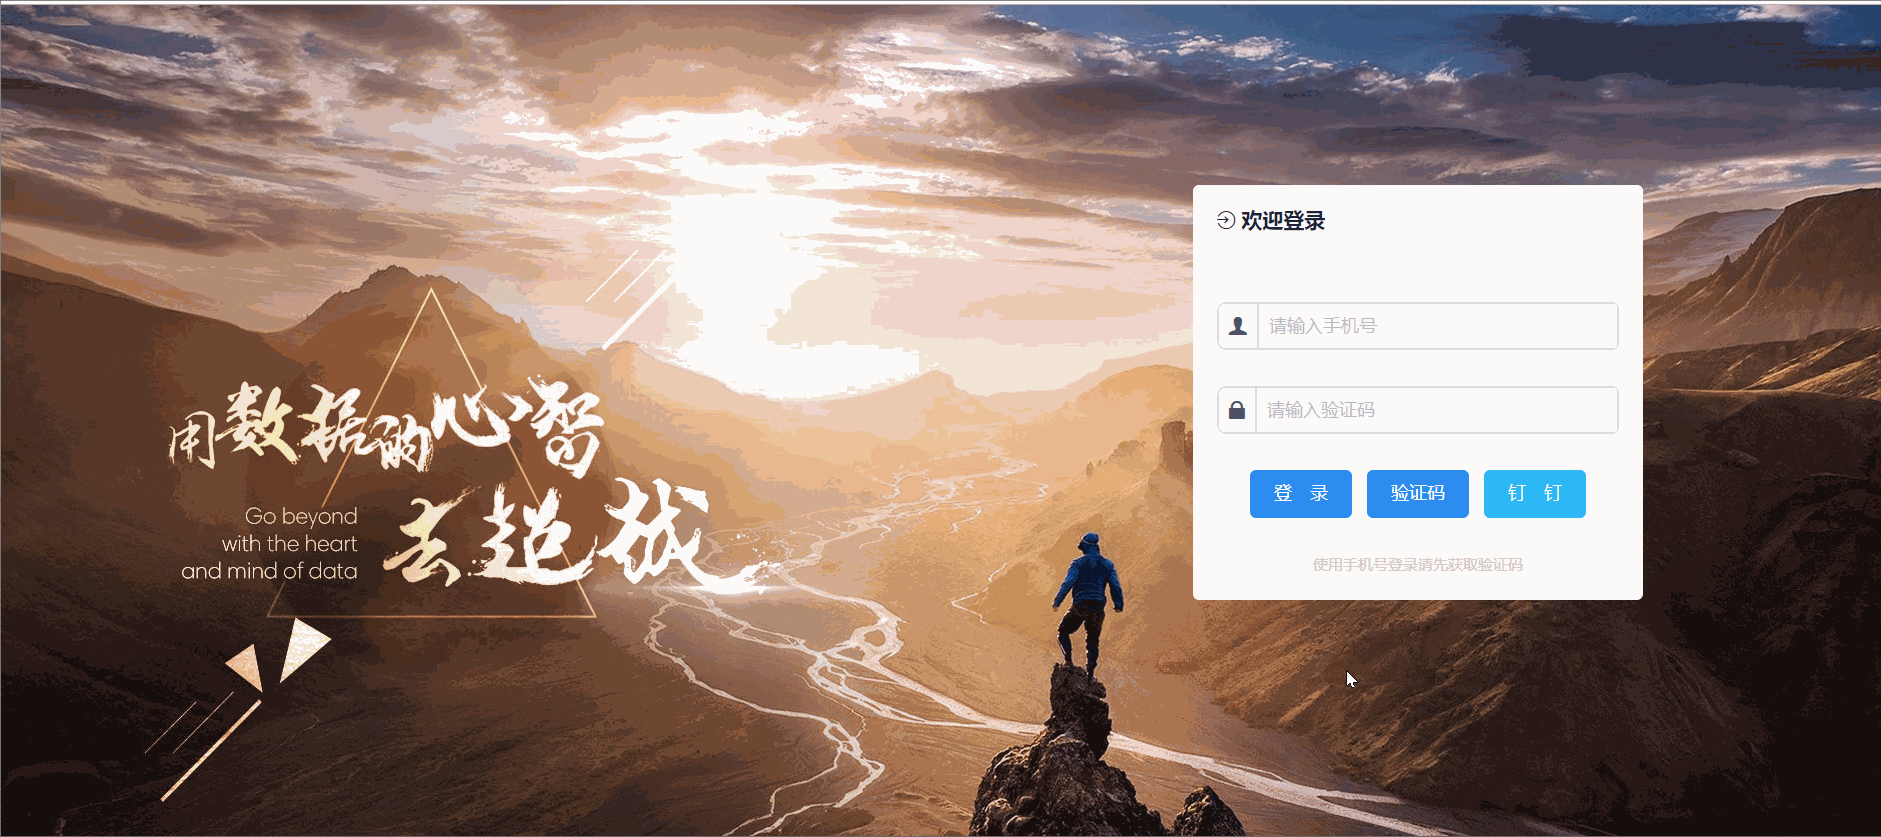 用数据的心智
去超越
Go beyond
with the heart
and mind of data
欢迎登录
请输入手机号
请输入验证码
登 录
验证码
钉 钉
使用手机号登录请先获取验证码